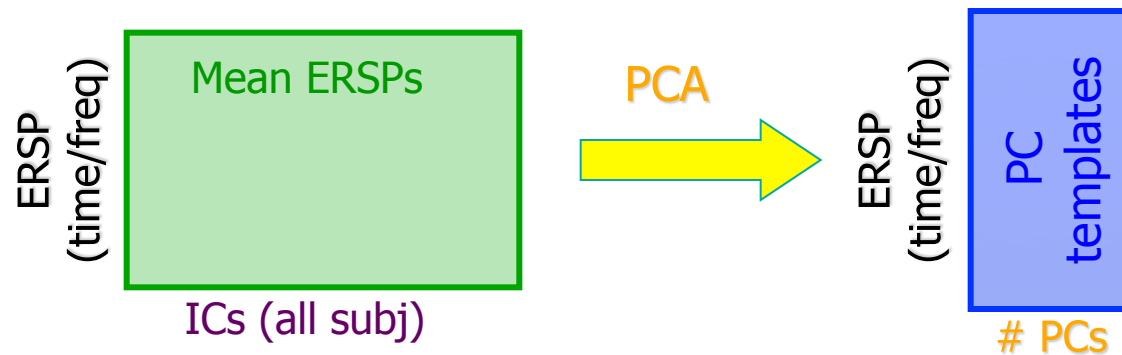 ERSP
(time/freq)
Mean ERSPs
ICs (all subj)
PCA
ERSP
(time/freq)
PC
templates
# PCs